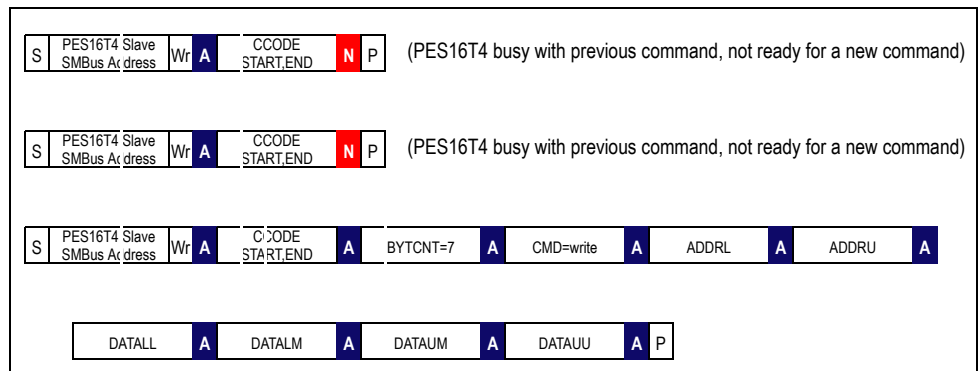 S PES16T4 Slave SMBus Address Wr A CCODE START,END N P (PES16T4 busy with previous command, not ready for a new command)
S PES16T4 Slave SMBus Address Wr A CCODE START,END N P (PES16T4 busy with previous command, not ready for a new command)
S PES16T4 Slave SMBus Address Wr A CCODE START,END A BYTCNT=7 A CMD=write A ADDRL A ADDRU A
DATALL A DATALM A DATAUM A DATAUU A P